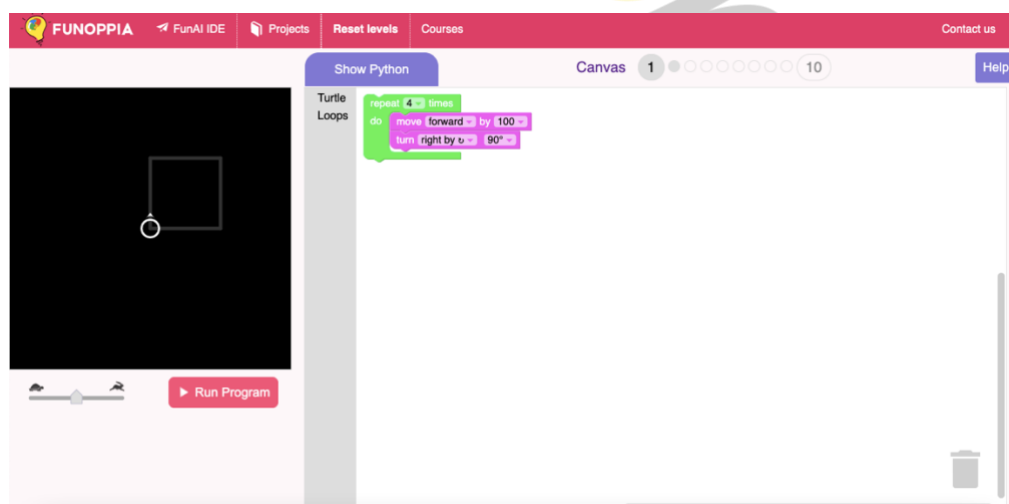 FUNOPPIA FunAI IDE Projects Reset levels Courses Contact us
Show Python Canvas 1 10 Help
Turtle
Loops
repeat 4 times
do move forward by 100
turn right by ↻ 90°
Run Program